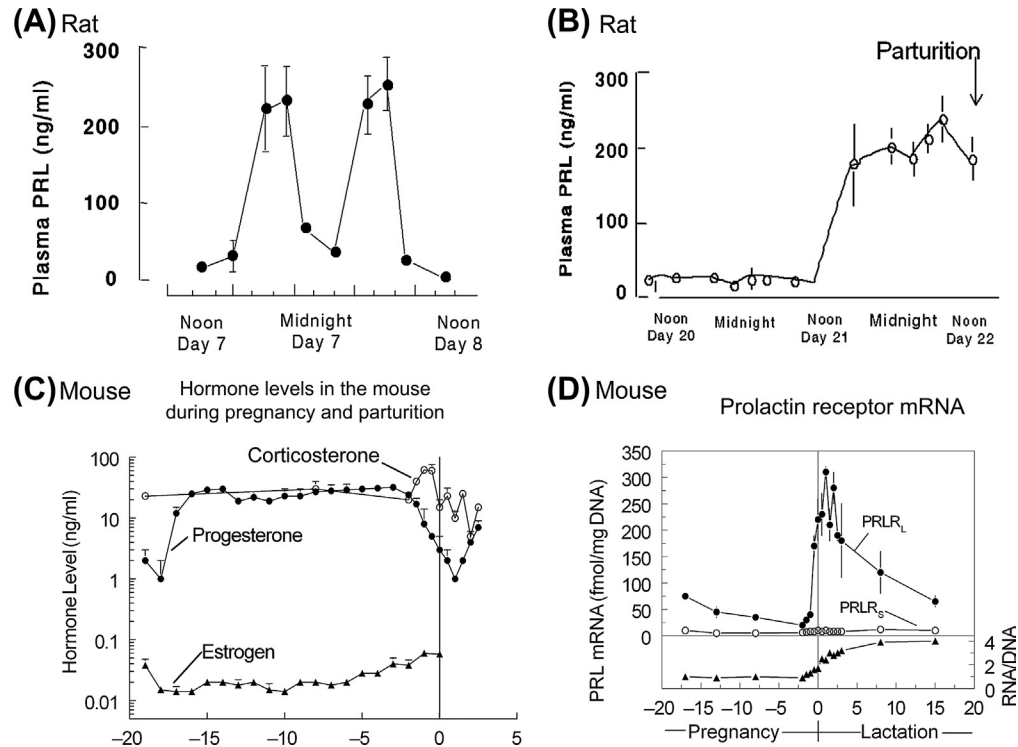 (A) Rat
300
200
100
0
Plasma PRL (ng/ml)
Noon
Day 7
Midnight
Day 7
Noon
Day 8
(B) Rat
Parturition
300
200
100
0
Plasma PRL (ng/ml)
Noon
Day 20
Midnight
Noon
Day 21
Midnight
Noon
Day 22
(C) Mouse
Hormone levels in the mouse
during pregnancy and parturition
100
10
1
0.1
0.01
Hormone Level (ng/ml)
Corticosterone
Progesterone
Estrogen
−20 −15 −10 −5 0 5
(D) Mouse
Prolactin receptor mRNA
350
300
250
200
150
100
50
0
PRL mRNA (fmol/mg DNA)
PRLRL
PRLRS
4
2
0
RNA/DNA
−20 −15 −10 −5 0 5 10 15 20
Pregnancy Lactation